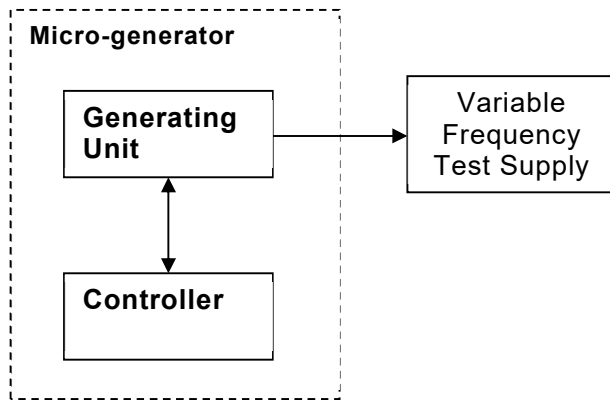 Micro-generator
Generating
Unit
Variable
Frequency
Test Supply
Controller